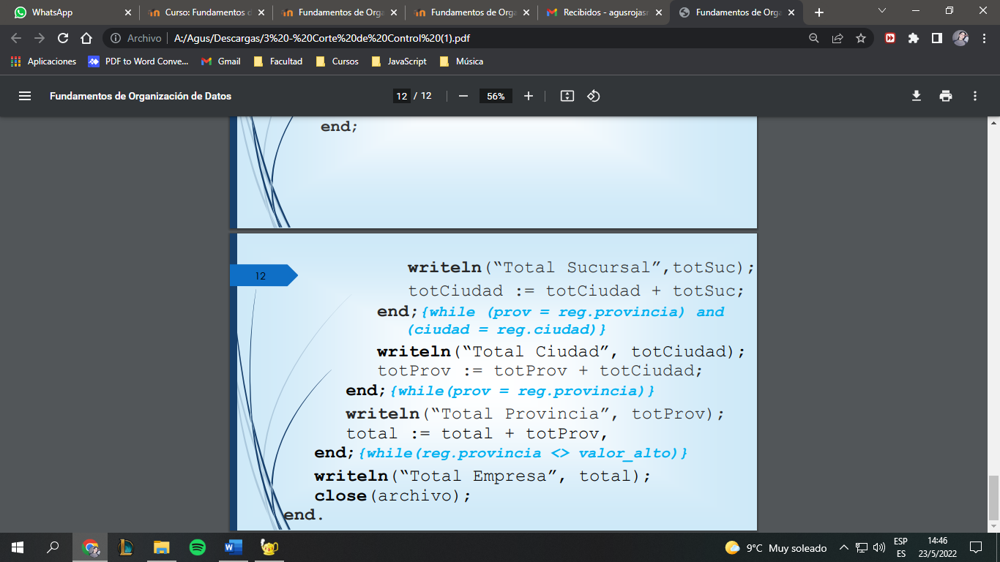 WhatsApp
Curso: Fundamentos d
Fundamentos de Orga
Fundamentos de Orga
Recibidos - agusrojasr
Fundamentos de Orga
Archivo
A:/Agus/Descargas/3%20-%20Corte%20de%20Control%20(1).pdf
Aplicaciones
PDF to Word Conve...
Gmail
Facultad
Cursos
JavaScript
Música
Fundamentos de Organización de Datos
12 / 12
56%
end;
12
writeln(“Total Sucursal”,totSuc);
totCiudad := totCiudad + totSuc;
end;{while (prov = reg.provincia) and
(ciudad = reg.ciudad)}
writeln(“Total Ciudad”, totCiudad);
totProv := totProv + totCiudad;
end;{while(prov = reg.provincia)}
writeln(“Total Provincia”, totProv);
total := total + totProv,
end;{while(reg.provincia <> valor_alto)}
writeln(“Total Empresa”, total);
close(archivo);
end.
9°C Muy soleado
ESP
ES
14:46
23/5/2022